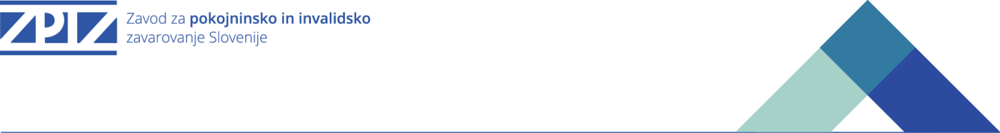 ZPIZ
Zavod za pokojninsko in invalidsko
zavarovanje Slovenije